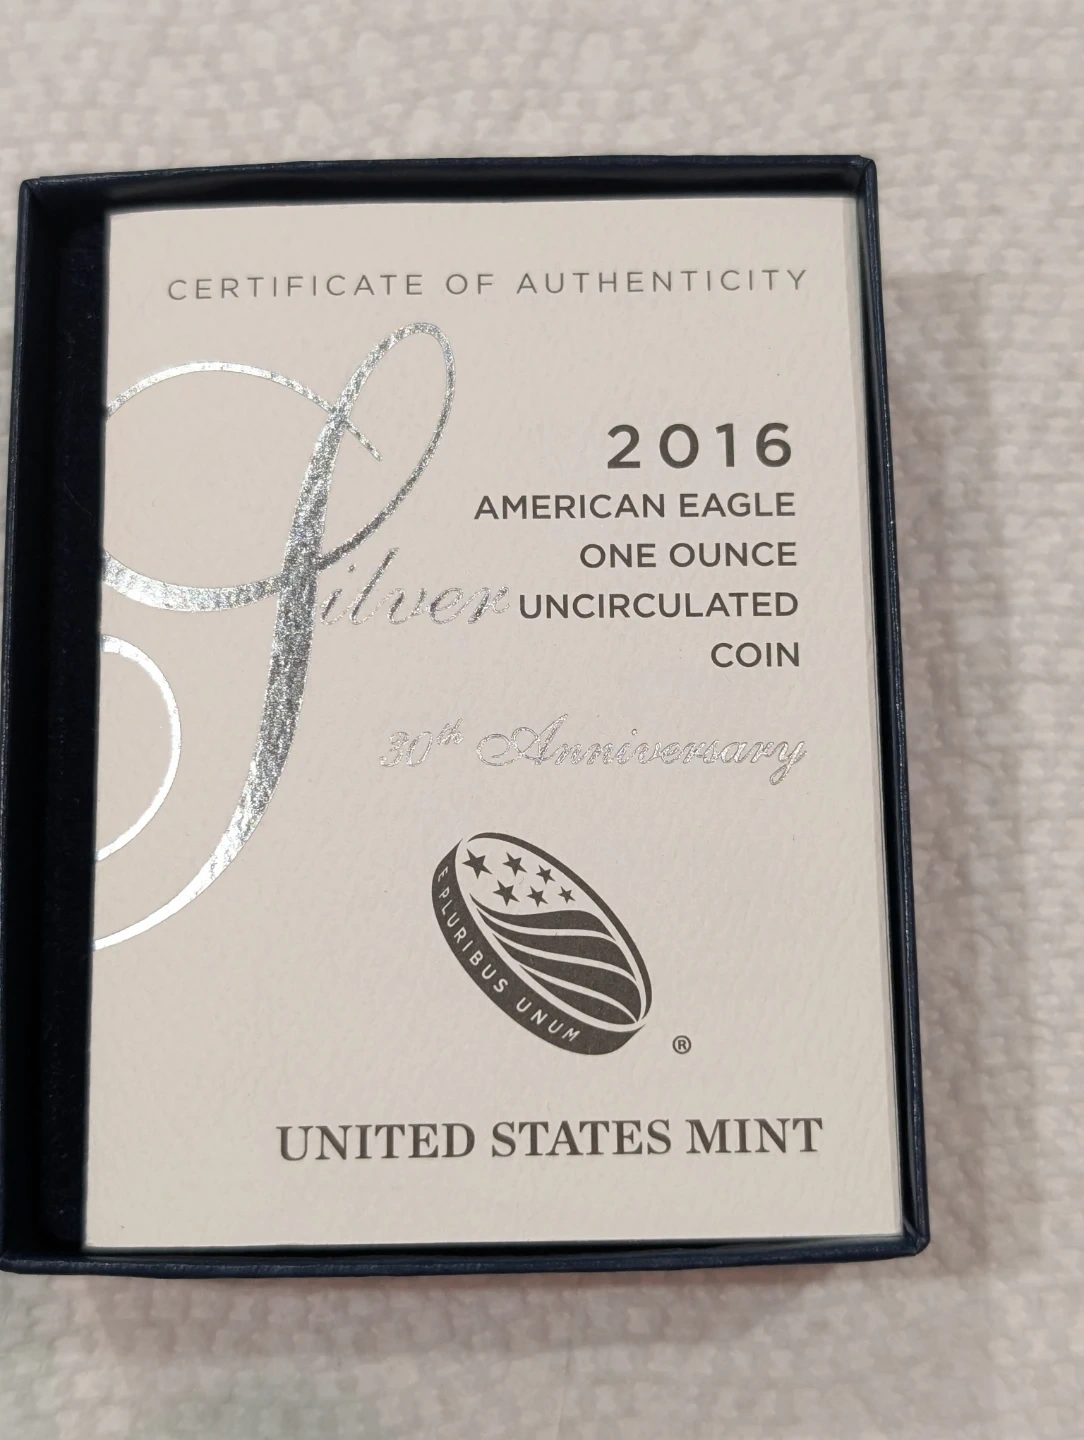 CERTIFICATE OF AUTHENTICITY
2016
AMERICAN EAGLE
ONE OUNCE
Silver UNCIRCULATED
COIN
30th Anniversary
E PLURIBUS UNUM
®
UNITED STATES MINT